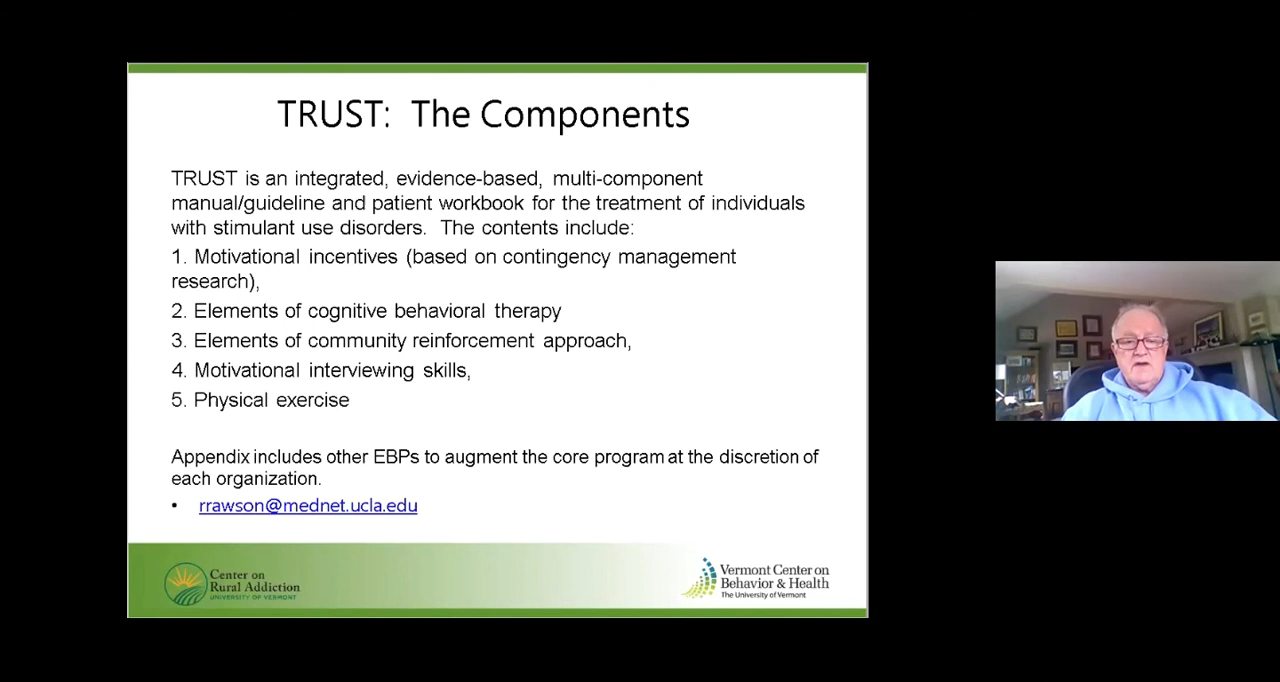 TRUST: The Components
TRUST is an integrated, evidence-based, multi-component
manual/guideline and patient workbook for the treatment of individuals
with stimulant use disorders. The contents include:
1. Motivational incentives (based on contingency management
research),
2. Elements of cognitive behavioral therapy
3. Elements of community reinforcement approach,
4. Motivational interviewing skills,
5. Physical exercise
Appendix includes other EBPs to augment the core program at the discretion of
each organization.
• rrawson@mednet.ucla.edu
Center on
Rural Addiction
UNIVERSITY OF VERMONT
Vermont Center on
Behavior & Health
The University of Vermont